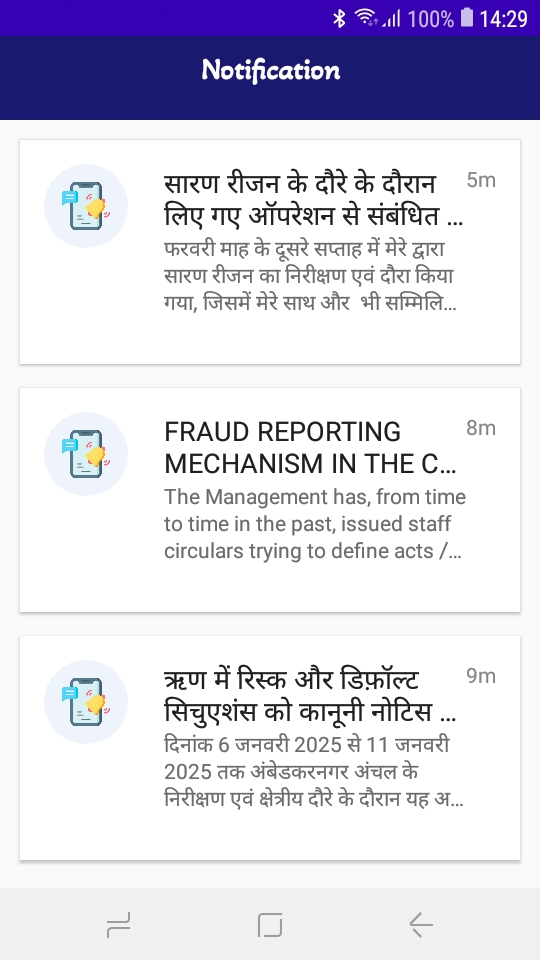 100% 14:29
Notification
सारण रीजन के दौरे के दौरान 5m
लिए गए ऑपरेशन से संबंधित ...
फरवरी माह के दूसरे सप्ताह में मेरे द्वारा
सारण रीजन का निरीक्षण एवं दौरा किया
गया, जिसमें मेरे साथ और  भी सम्मिलि...
FRAUD REPORTING 8m
MECHANISM IN THE C...
The Management has, from time
to time in the past, issued staff
circulars trying to define acts /...
ऋण में रिस्क और डिफ़ॉल्ट 9m
सिचुएशंस को कानूनी नोटिस ...
दिनांक 6 जनवरी 2025 से 11 जनवरी
2025 तक अंबेडकरनगर अंचल के
निरीक्षण एवं क्षेत्रीय दौरे के दौरान यह अ...